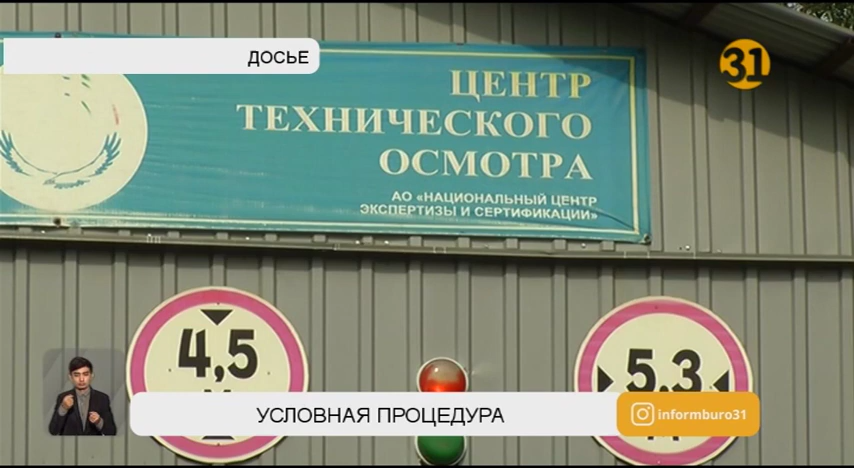 ДОСЬЕ
31
ЦЕНТР
ТЕХНИЧЕСКОГО
ОСМОТРА
АО «НАЦИОНАЛЬНЫЙ ЦЕНТР
ЭКСПЕРТИЗЫ И СЕРТИФИКАЦИИ»
4,5
5,3
УСЛОВНАЯ ПРОЦЕДУРА
informburo31